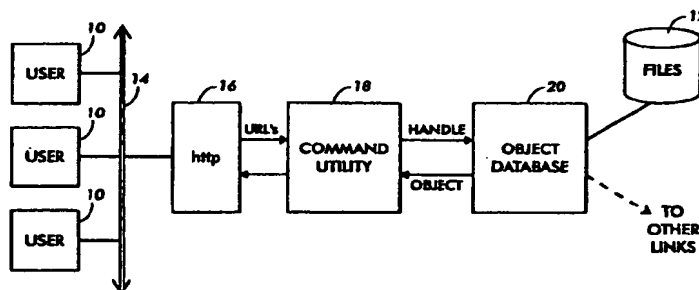 10
USER
14
10
USER
10
USER
16
http
URL's
18
COMMAND
UTILITY
HANDLE
OBJECT
20
OBJECT
DATABASE
FILES
TO
OTHER
LINKS